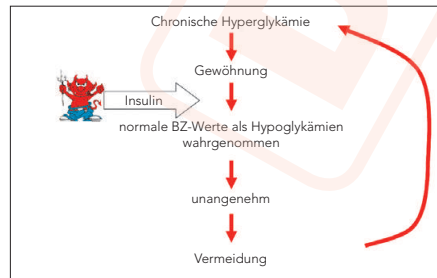 Chronische Hyperglykämie
Gewöhnung
Insulin
normale BZ-Werte als Hypoglykämien
wahrgenommen
unangenehm
Vermeidung